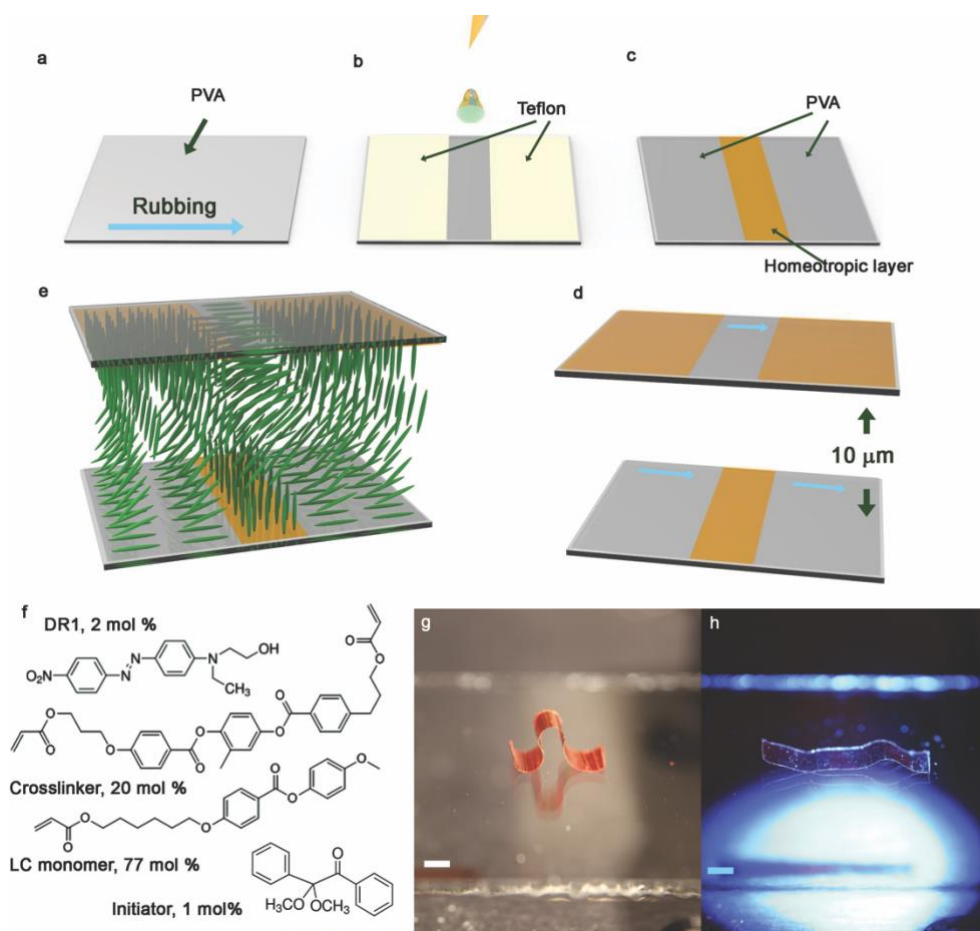 a
PVA
Rubbing
b
Teflon
c
PVA
Homeotropic layer
e
d
10 μm
f
DR1, 2 mol %
NO₂
N
N
N
OH
CH₃
O
O
O
O
O
O
O
O
O
Crosslinker, 20 mol %
O
O
O
O
O
O
LC monomer, 77 mol %
O
Initiator, 1 mol%
H₃CO
OCH₃
g
h